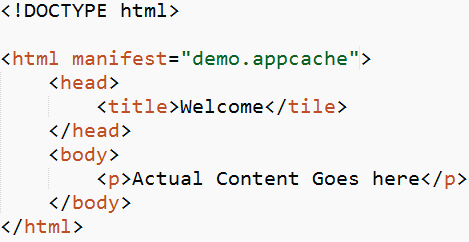 <!DOCTYPE html>
<html manifest="demo.appcache">
<head>
<title>Welcome</tile>
</head>
<body>
<p>Actual Content Goes here</p>
</body>
</html>